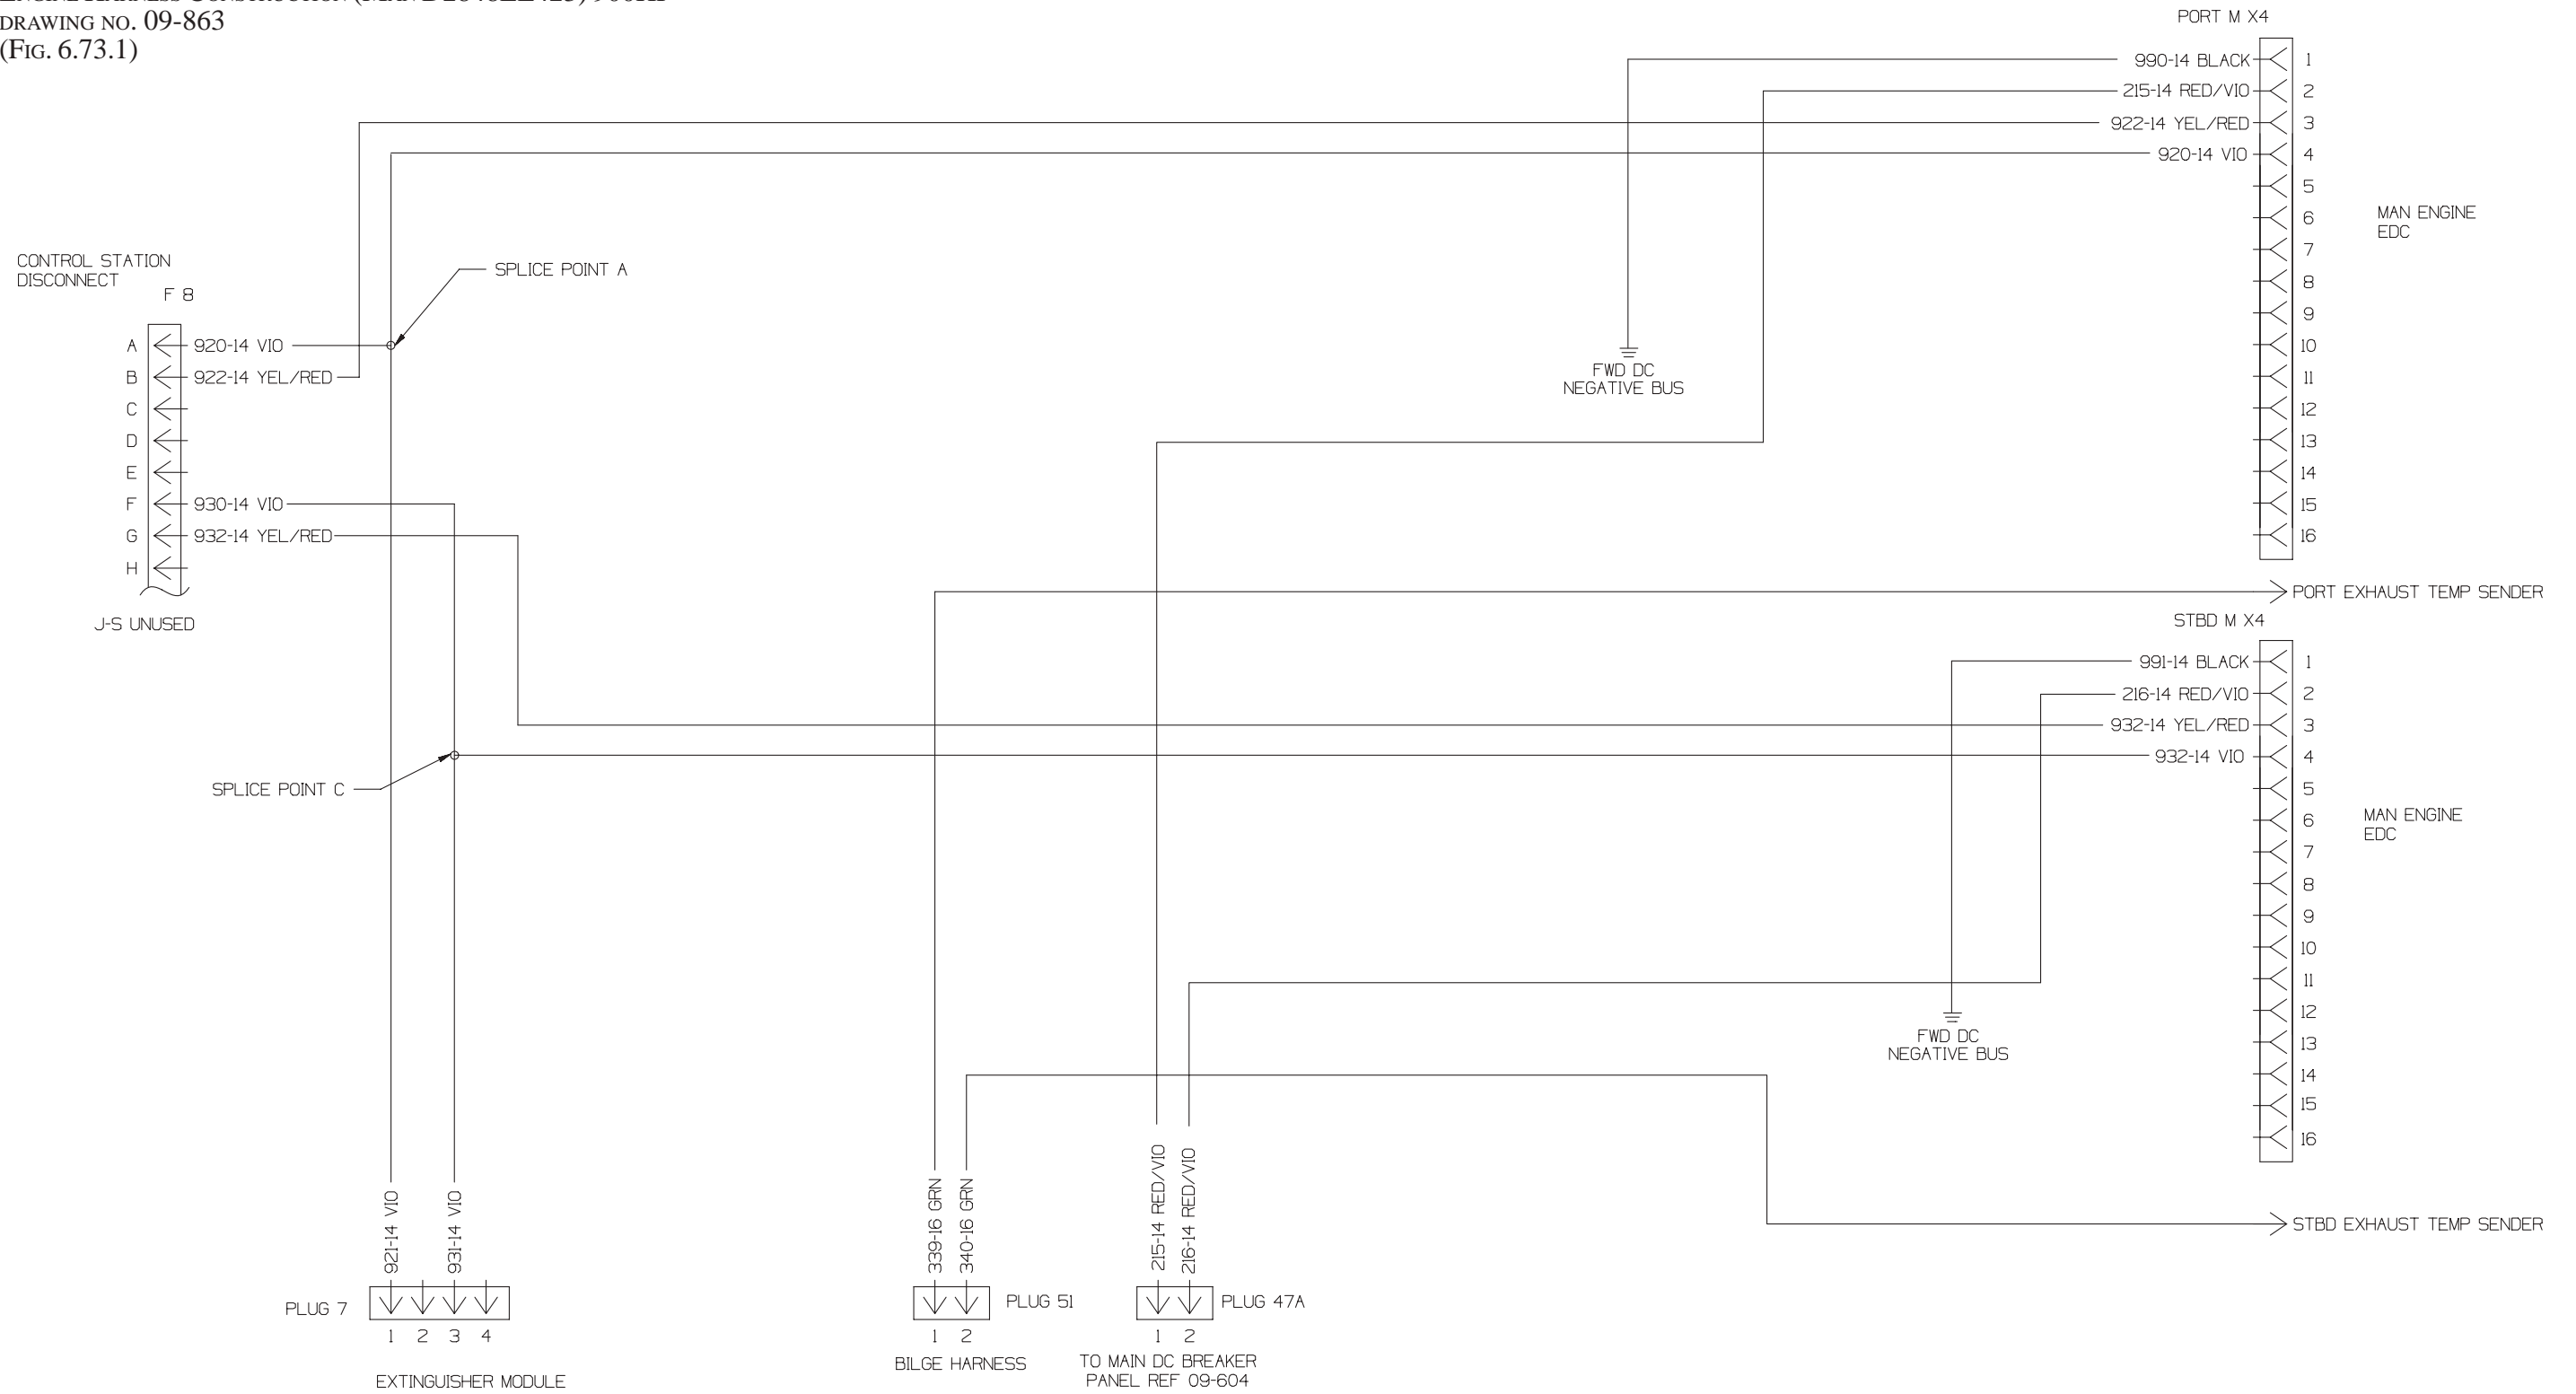 DRAWING NO. 09-863
(FIG. 6.73.1)
PORT M X4
990-14 BLACK
1
215-14 RED/VIO
2
922-14 YEL/RED
3
920-14 VIO
4
5
6
7
8
9
10
11
12
13
14
15
16
MAN ENGINE
EDC
CONTROL STATION
DISCONNECT
F 8
SPLICE POINT A
A
920-14 VIO
B
922-14 YEL/RED
C
D
E
F
930-14 VIO
G
932-14 YEL/RED
H
J-S UNUSED
FWD DC
NEGATIVE BUS
PORT EXHAUST TEMP SENDER
STBD M X4
991-14 BLACK
1
216-14 RED/VIO
2
932-14 YEL/RED
3
932-14 VIO
4
5
6
7
8
9
10
11
12
13
14
15
16
MAN ENGINE
EDC
SPLICE POINT C
FWD DC
NEGATIVE BUS
STBD EXHAUST TEMP SENDER
921-14 VIO
931-14 VIO
339-16 GRN
340-16 GRN
215-14 RED/VIO
216-14 RED/VIO
PLUG 7
1 2 3 4
EXTINGUISHER MODULE
PLUG 51
1 2
BILGE HARNESS
PLUG 47A
1 2
TO MAIN DC BREAKER
PANEL REF 09-604